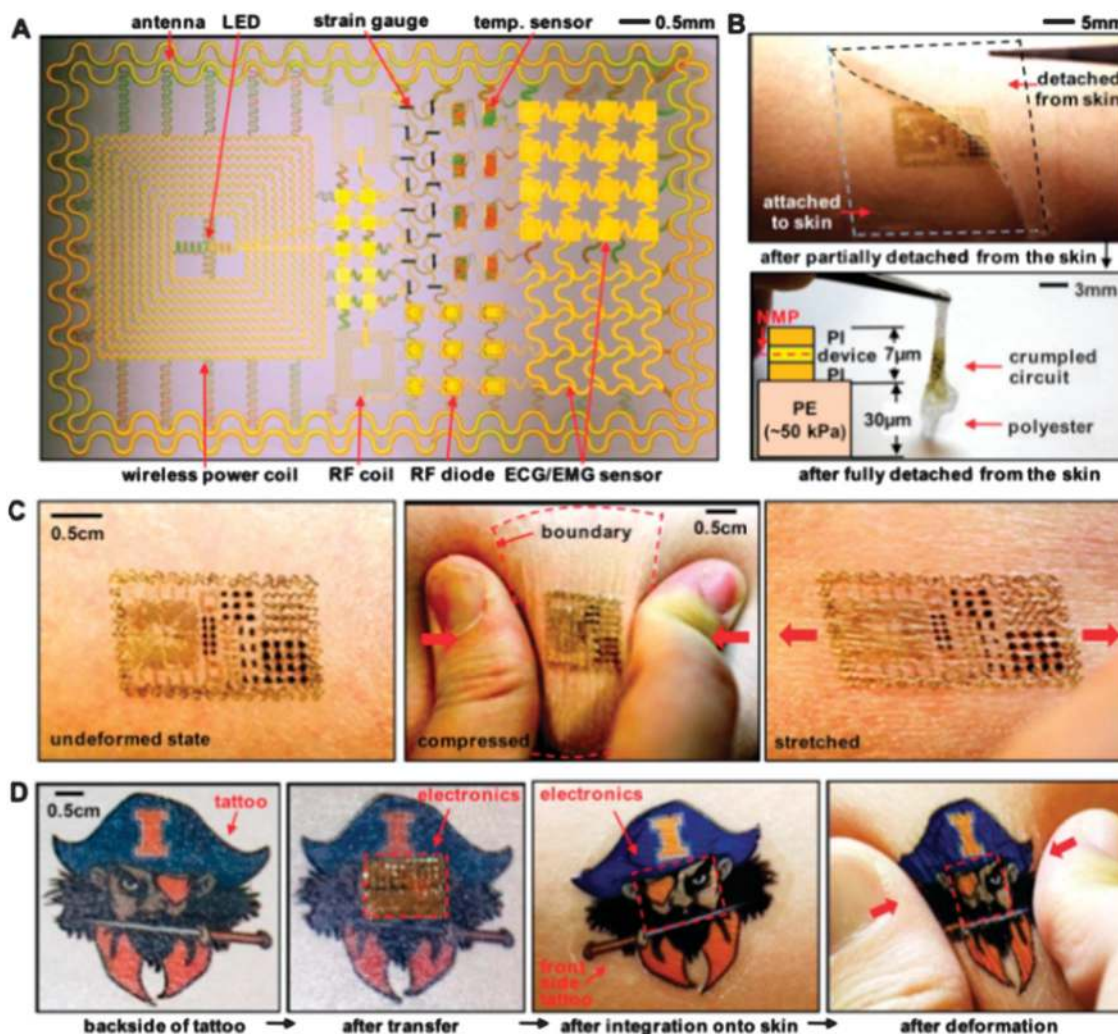 A
antenna LED strain gauge temp. sensor 0.5mm
wireless power coil RF coil RF diode ECG/EMG sensor
B
5mm
detached
from skin
attached
to skin
after partially detached from the skin
3mm
NMP
PI
device
PI
7µm
PE
(~50 kPa)
30µm
crumpled
circuit
polyester
after fully detached from the skin
C
0.5cm
undeformed state
boundary
0.5cm
compressed
stretched
D
0.5cm
tattoo
I
backside of tattoo
electronics
I
after transfer
electronics
I
front
side
tattoo
after integration onto skin
I
after deformation